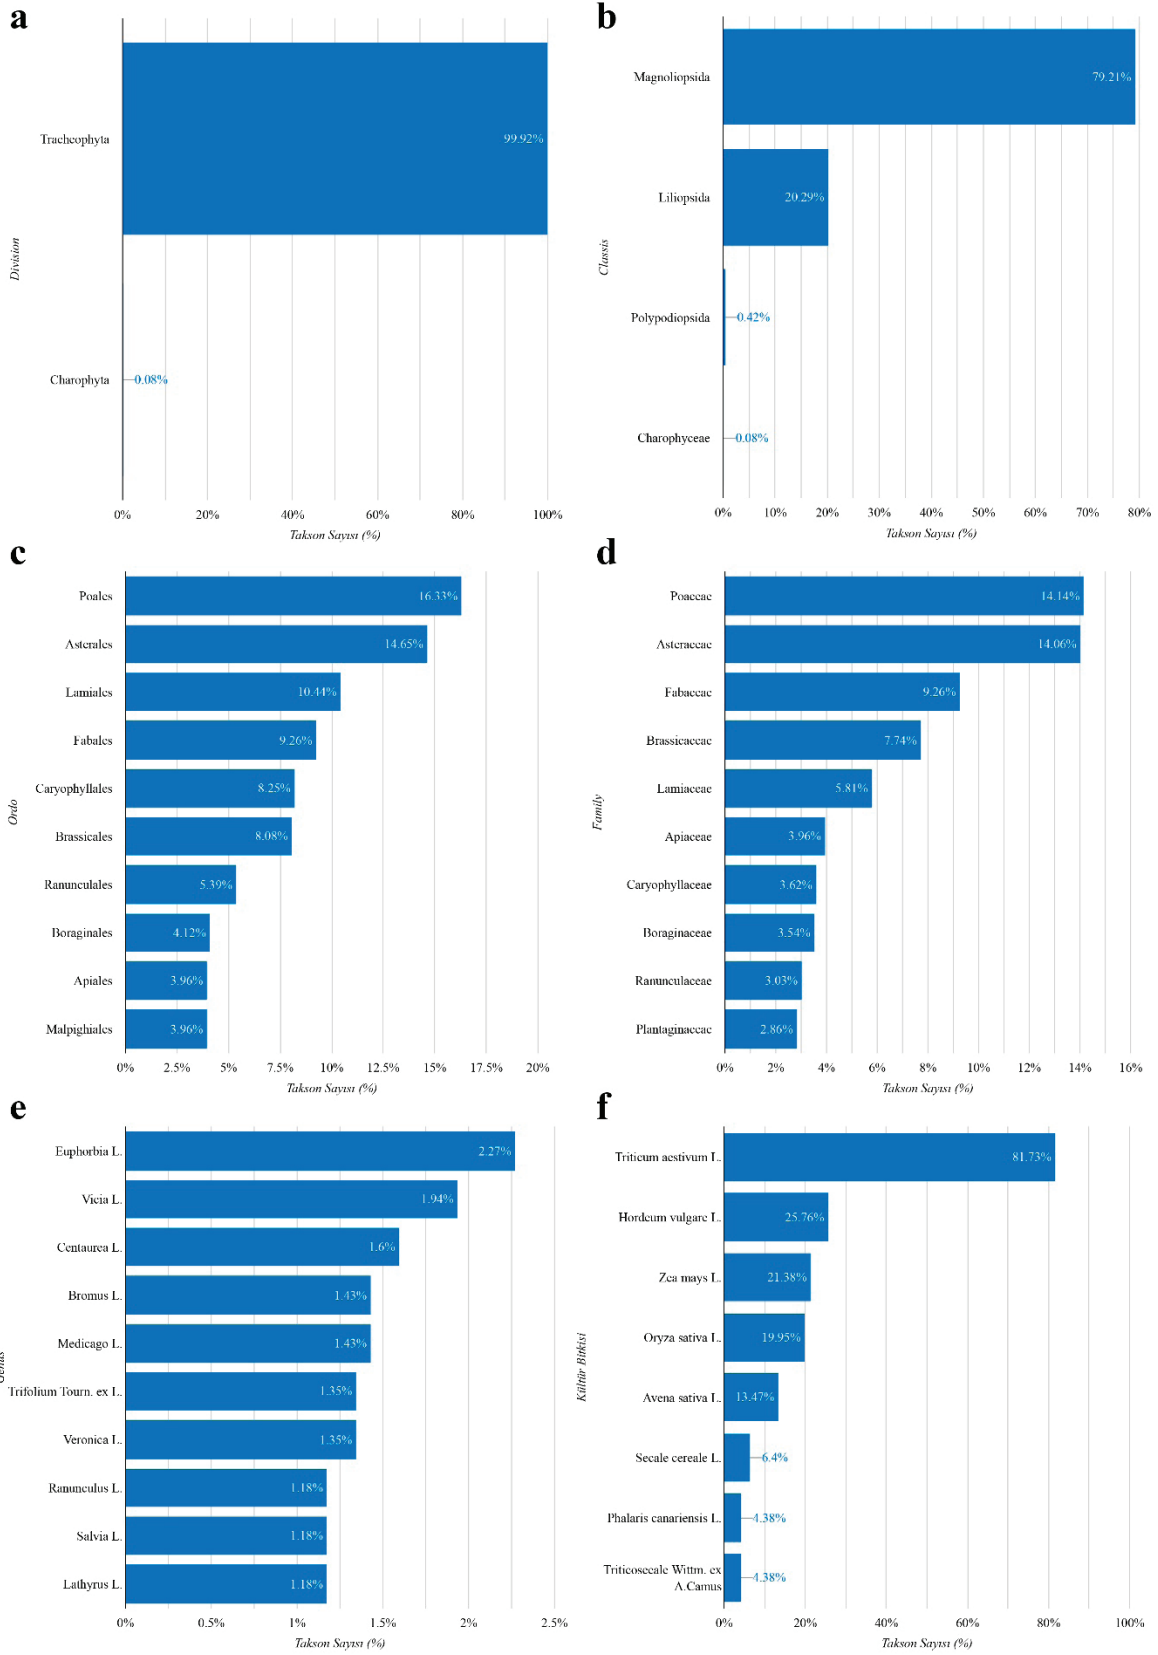 a
Tracheophyta
99.92%
Charophyta
0.08%
Division
0%
20%
40%
60%
80%
100%
Takson Sayısı (%)
b
Magnoliopsida
79.21%
Liliopsida
20.29%
Polypodiopsida
0.42%
Charophyceae
0.08%
Classis
0%
10%
20%
30%
40%
50%
60%
70%
80%
Takson Sayısı (%)
c
Poales
16.33%
Asterales
14.65%
Lamiales
10.44%
Fabales
9.26%
Caryophyllales
8.25%
Brassicales
8.08%
Ranunculales
5.39%
Boraginales
4.12%
Apiales
3.96%
Malpighiales
3.96%
Ordo
0%
2.5%
5%
7.5%
10%
12.5%
15%
17.5%
20%
Takson Sayısı (%)
d
Poaceae
14.14%
Asteraceae
14.06%
Fabaceae
9.26%
Brassicaceae
7.74%
Lamiaceae
5.81%
Apiaceae
3.96%
Caryophyllaceae
3.62%
Boraginaceae
3.54%
Ranunculaceae
3.03%
Plantaginaceae
2.86%
Family
0%
2%
4%
6%
8%
10%
12%
14%
16%
Takson Sayısı (%)
e
Euphorbia L.
2.27%
Vicia L.
1.94%
Centaurea L.
1.6%
Bromus L.
1.43%
Medicago L.
1.43%
Trifolium Tourn. ex L.
1.35%
Veronica L.
1.35%
Ranunculus L.
1.18%
Salvia L.
1.18%
Lathyrus L.
1.18%
Genus
0%
0.5%
1%
1.5%
2%
2.5%
Takson Sayısı (%)
f
Triticum aestivum L.
81.73%
Hordeum vulgare L.
25.76%
Zea mays L.
21.38%
Oryza sativa L.
19.95%
Avena sativa L.
13.47%
Secale cereale L.
6.4%
Phalaris canariensis L.
4.38%
Triticosecale Wittm. ex
A.Camus
4.38%
Kültür Bitkisi
0%
20%
40%
60%
80%
100%
Takson Sayısı (%)